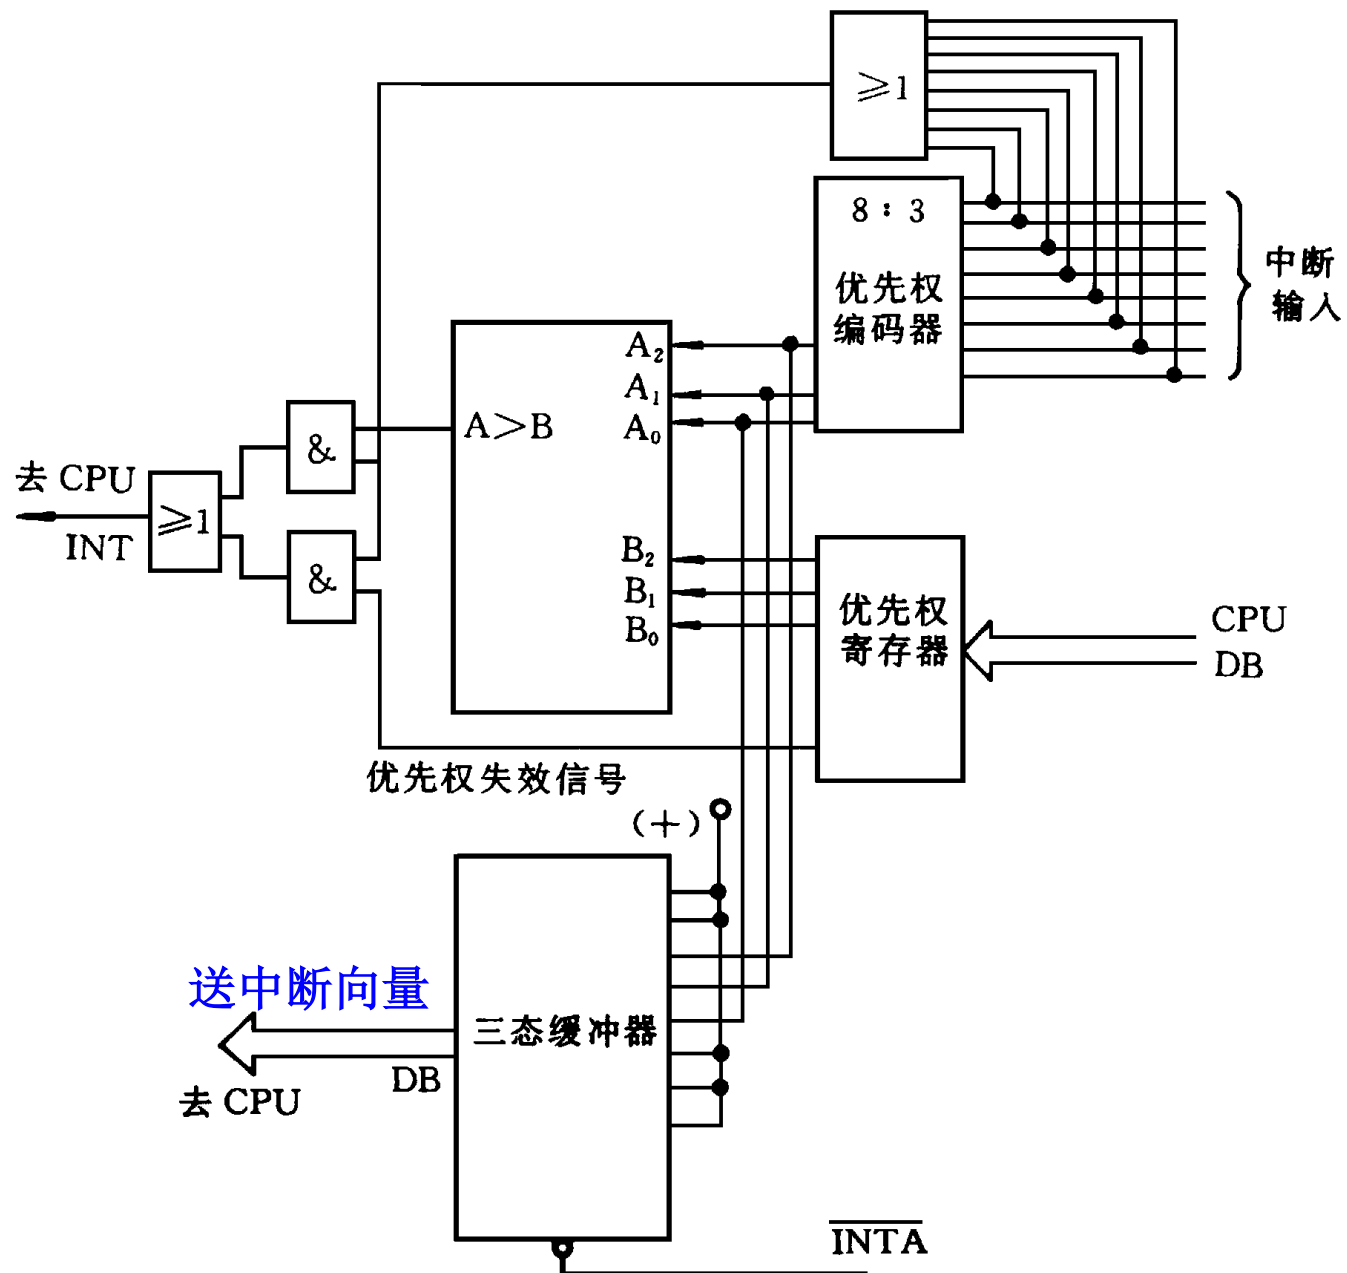 ≥1
8 : 3
优先权
编码器
中断
输入
A₂
A₁
A₀
A>B
&
去 CPU
≥1
INT
&
B₂
B₁
B₀
优先权
寄存器
CPU
DB
优先权失效信号
(+)
送中断向量
三态缓冲器
DB
去 CPU
I̅N̅T̅A̅